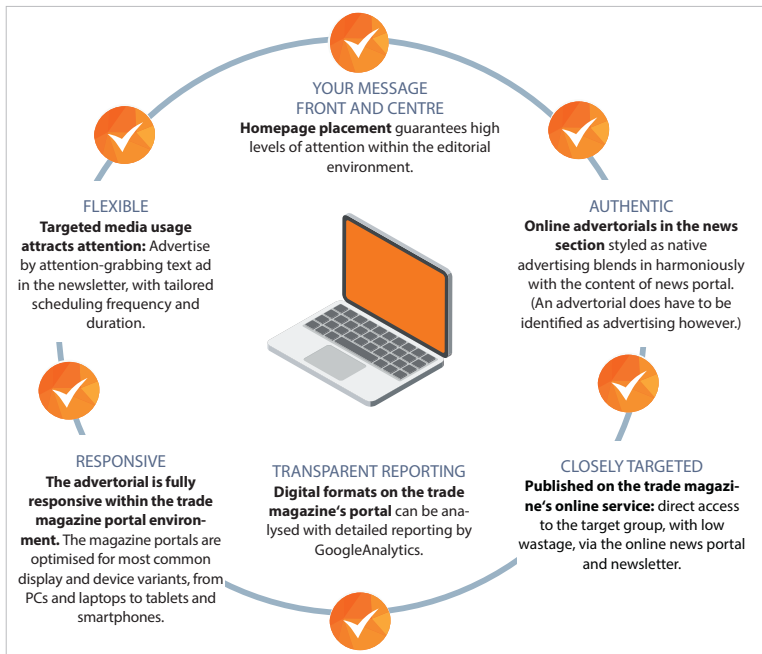 YOUR MESSAGE
FRONT AND CENTRE
Homepage placement guarantees high
levels of attention within the editorial
environment.
FLEXIBLE
Targeted media usage
attracts attention: Advertise
by attention-grabbing text ad
in the newsletter, with tailored
scheduling frequency and
duration.
AUTHENTIC
Online advertorials in the news
section styled as native
advertising blends in harmoniously
with the content of news portal.
(An advertorial does have to be
identified as advertising however.)
RESPONSIVE
The advertorial is fully
responsive within the trade
magazine portal environ-
ment. The magazine portals are
optimised for most common
display and device variants, from
PCs and laptops to tablets and
smartphones.
TRANSPARENT REPORTING
Digital formats on the trade
magazine‘s portal can be ana-
lysed with detailed reporting by
GoogleAnalytics.
CLOSELY TARGETED
Published on the trade magazi-
ne‘s online service: direct access
to the target group, with low
wastage, via the online news portal
and newsletter.